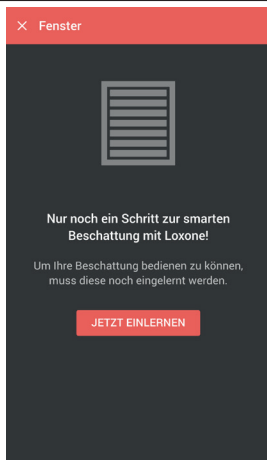 Fenster
Nur noch ein Schritt zur smarten
Beschattung mit Loxone!
Um Ihre Beschattung bedienen zu können,
muss diese noch eingelernt werden.
JETZT EINLERNEN